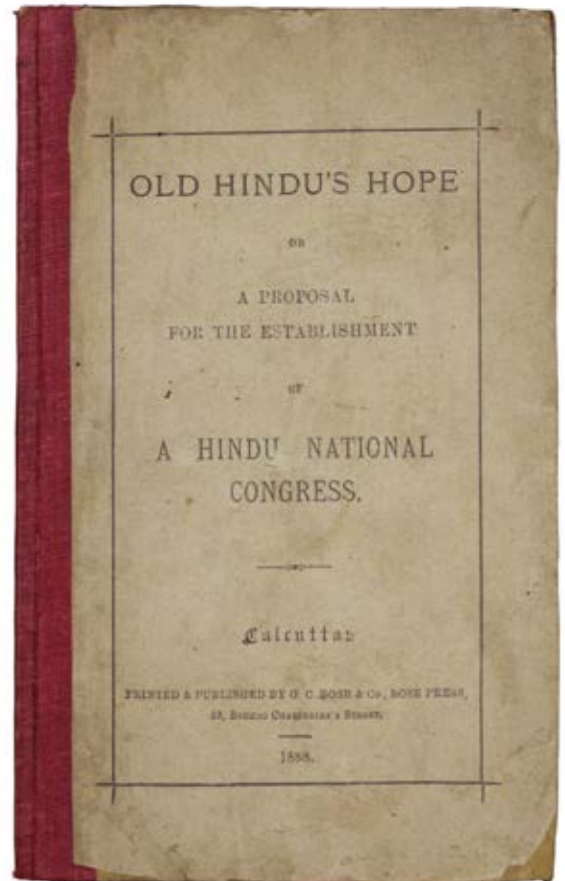 OLD HINDU'S HOPE
OR
A PROPOSAL
FOR THE ESTABLISHMENT
OF
A HINDU NATIONAL
CONGRESS.
Calcutta:
PRINTED & PUBLISHED BY G. C. BOSE & Co., BOSE PRESS,
STREET,
1888.